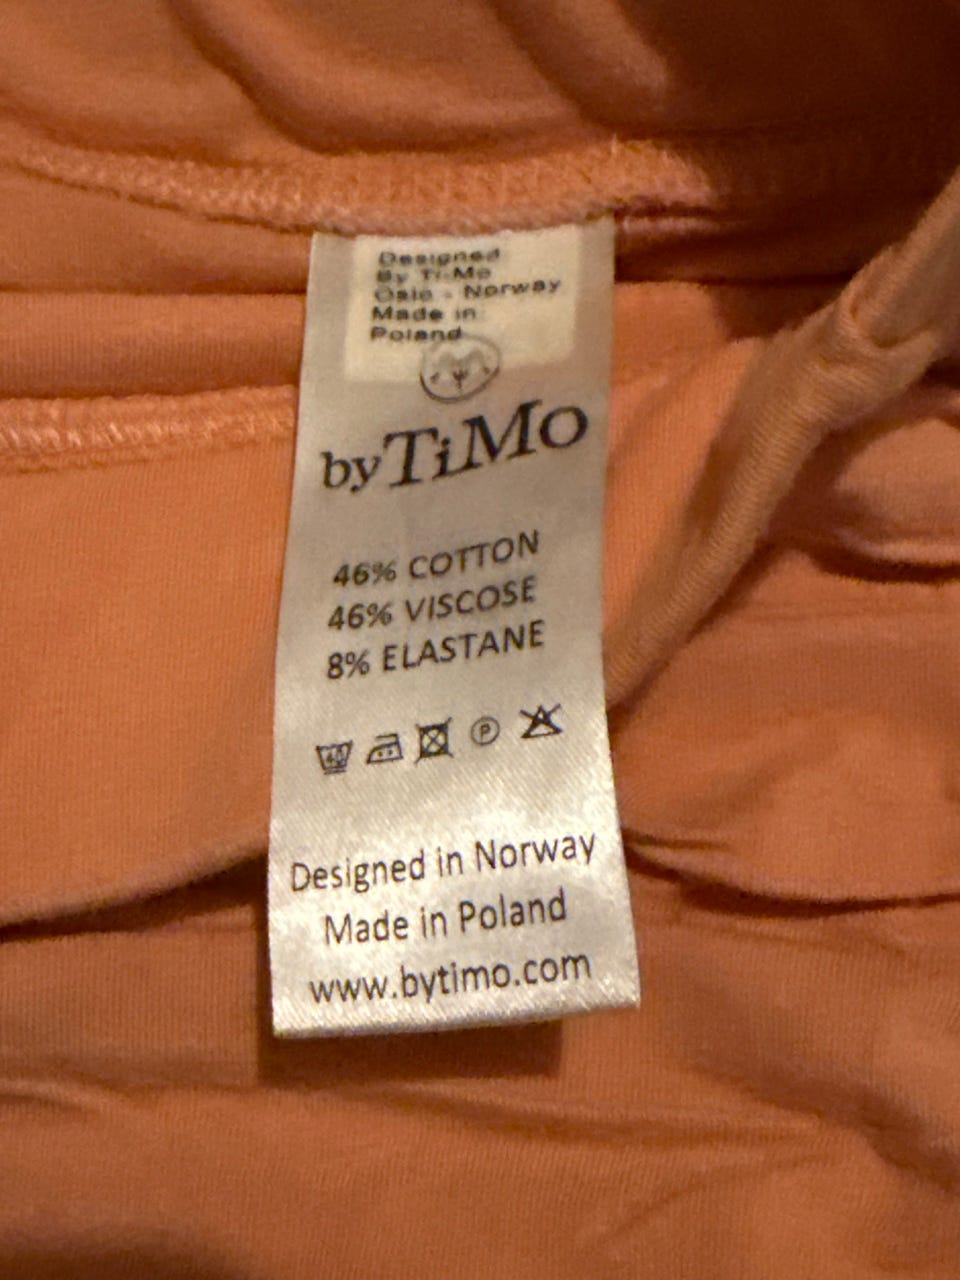 Designed
By Ti-Mo
Oslo - Norway
Made in
Poland
byTiMo
46% COTTON
46% VISCOSE
8% ELASTANE
40 P
Designed in Norway
Made in Poland
www.bytimo.com